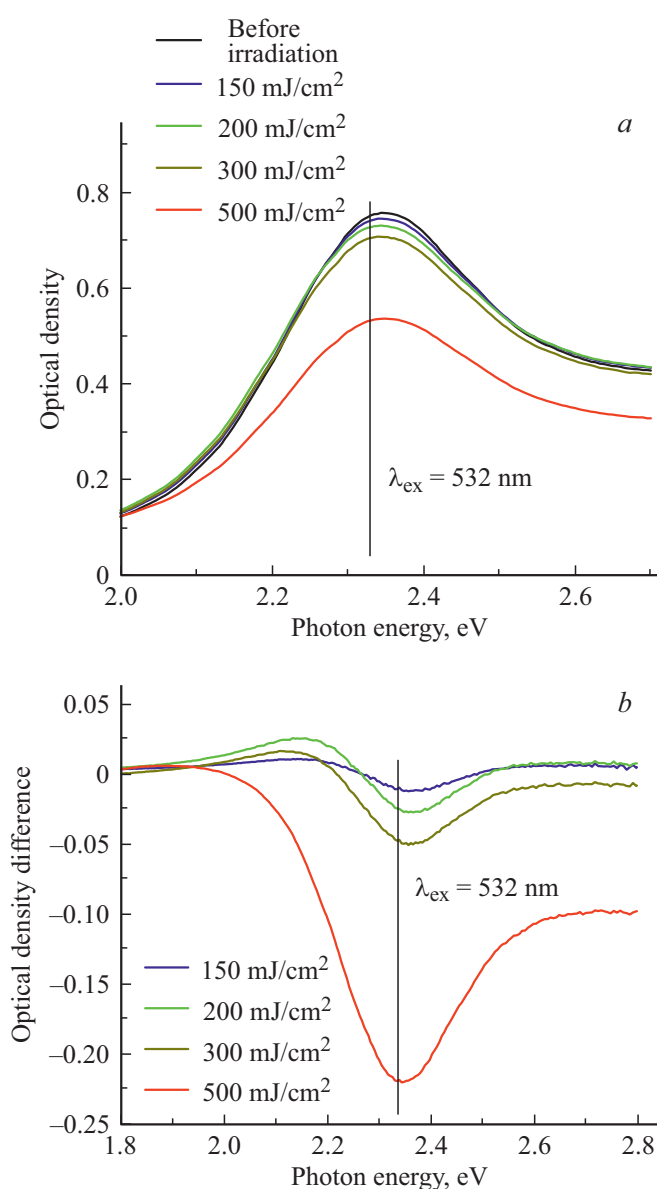 Before
irradiation
150 mJ/cm²
200 mJ/cm²
300 mJ/cm²
500 mJ/cm²
a
0.8
0.6
0.4
0.2
0
Optical density
λex = 532 nm
2.0 2.2 2.4 2.6
Photon energy, eV
b
0.05
0
–0.05
–0.10
–0.15
–0.20
–0.25
Optical density difference
λex = 532 nm
150 mJ/cm²
200 mJ/cm²
300 mJ/cm²
500 mJ/cm²
1.8 2.0 2.2 2.4 2.6 2.8
Photon energy, eV